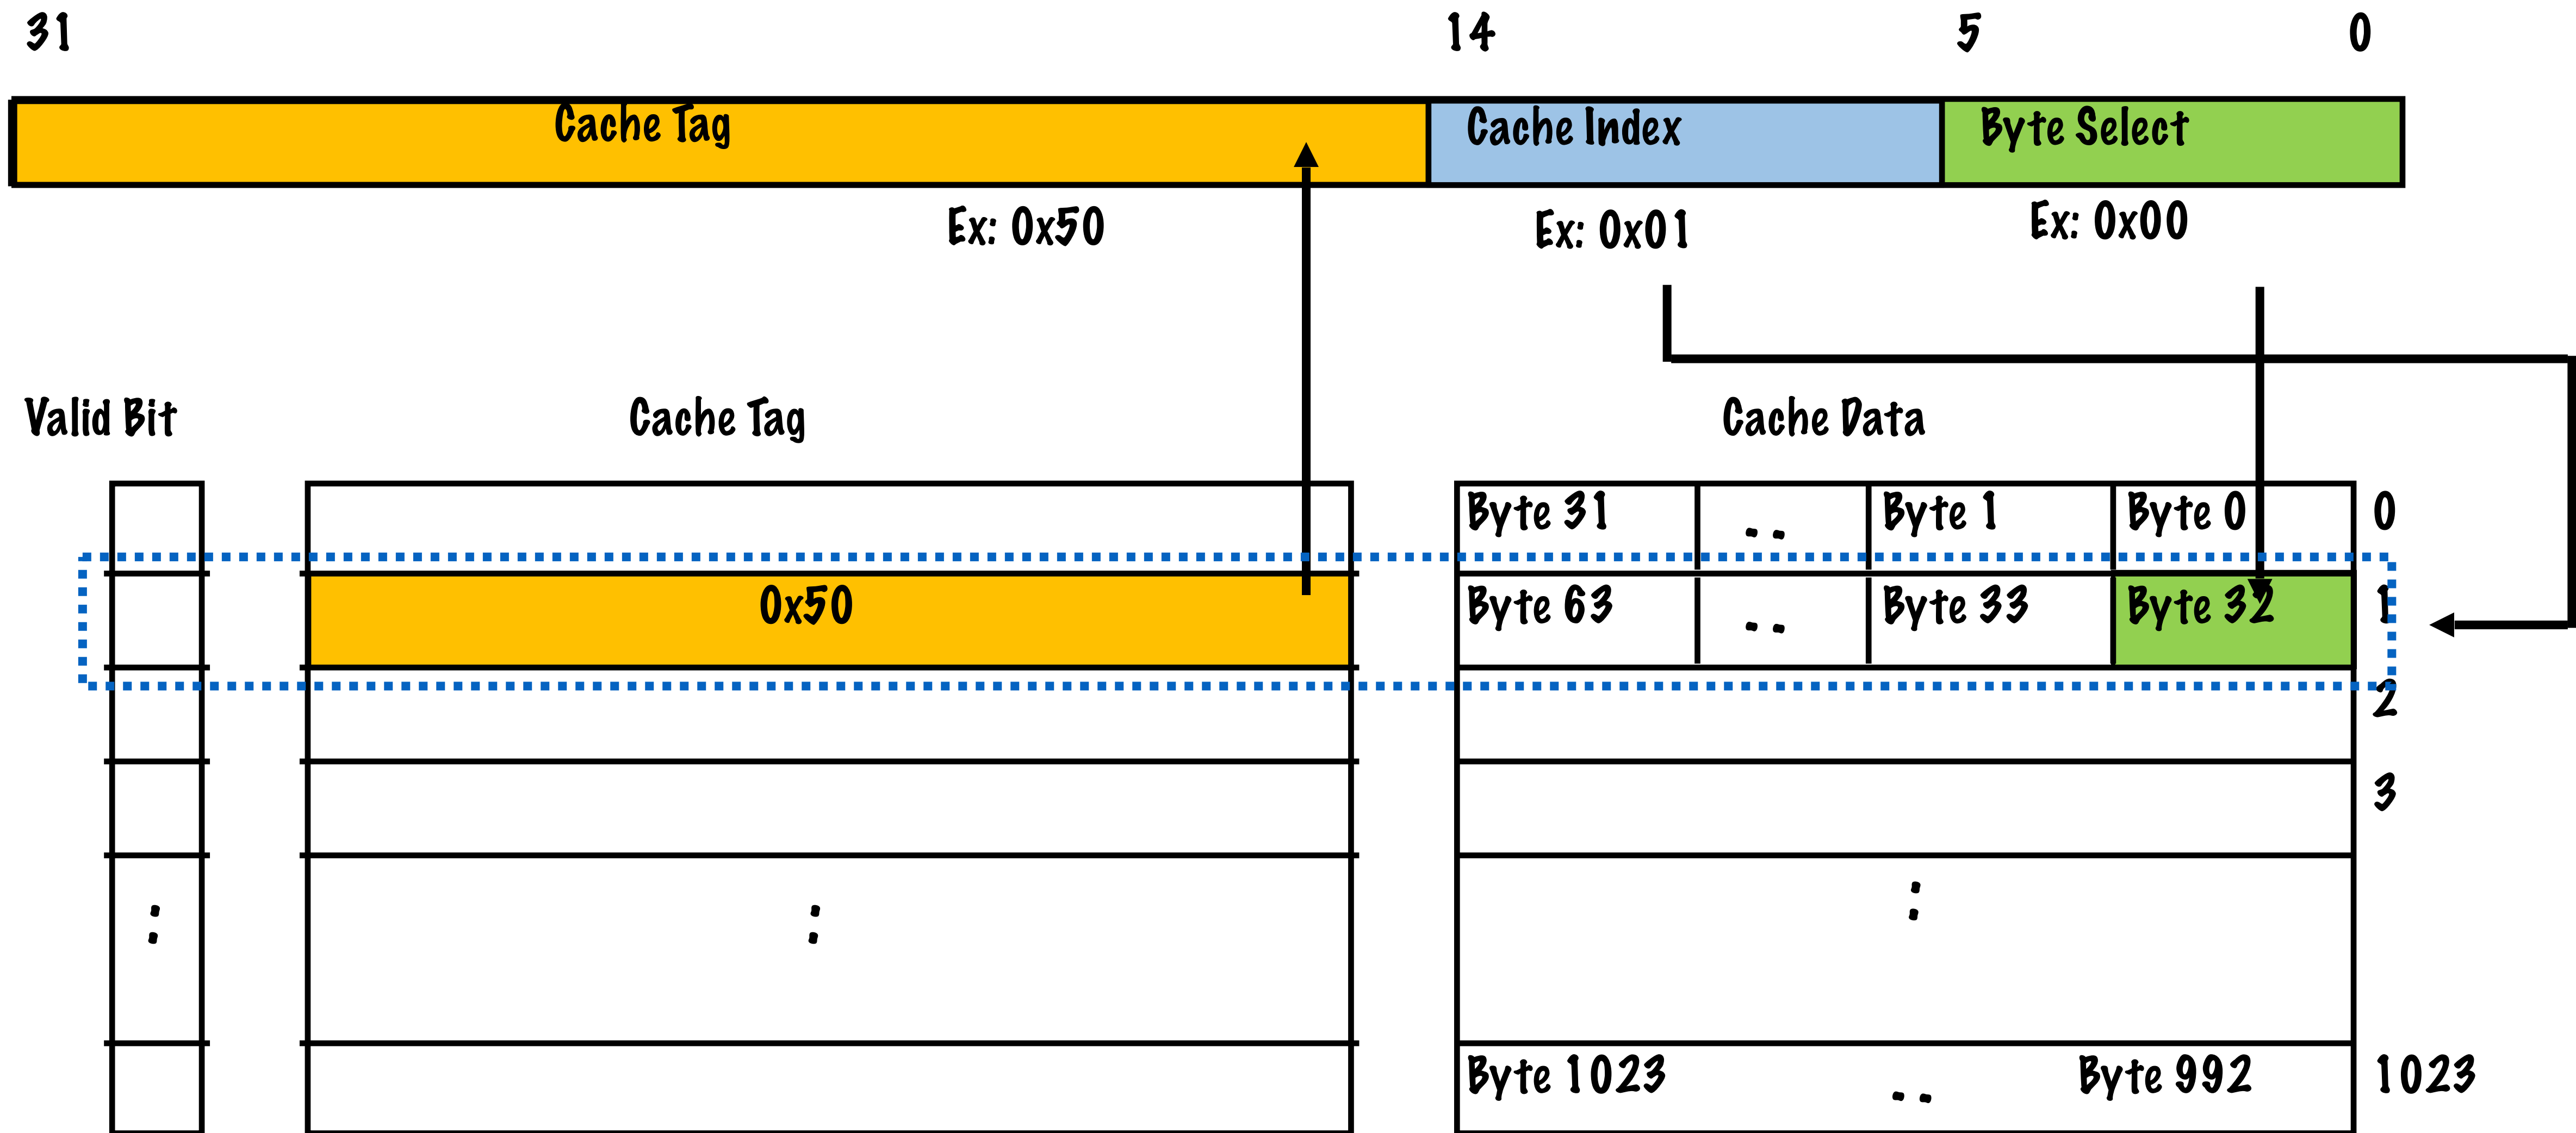 31 14 5 0
Cache Tag Cache Index Byte Select
Ex: 0x50 Ex: 0x01 Ex: 0x00
Valid Bit Cache Tag Cache Data
Byte 31 .. Byte 1 Byte 0 0
0x50 Byte 63 .. Byte 33 Byte 32 1
2
3
: : :
Byte 1023 .. Byte 992 1023